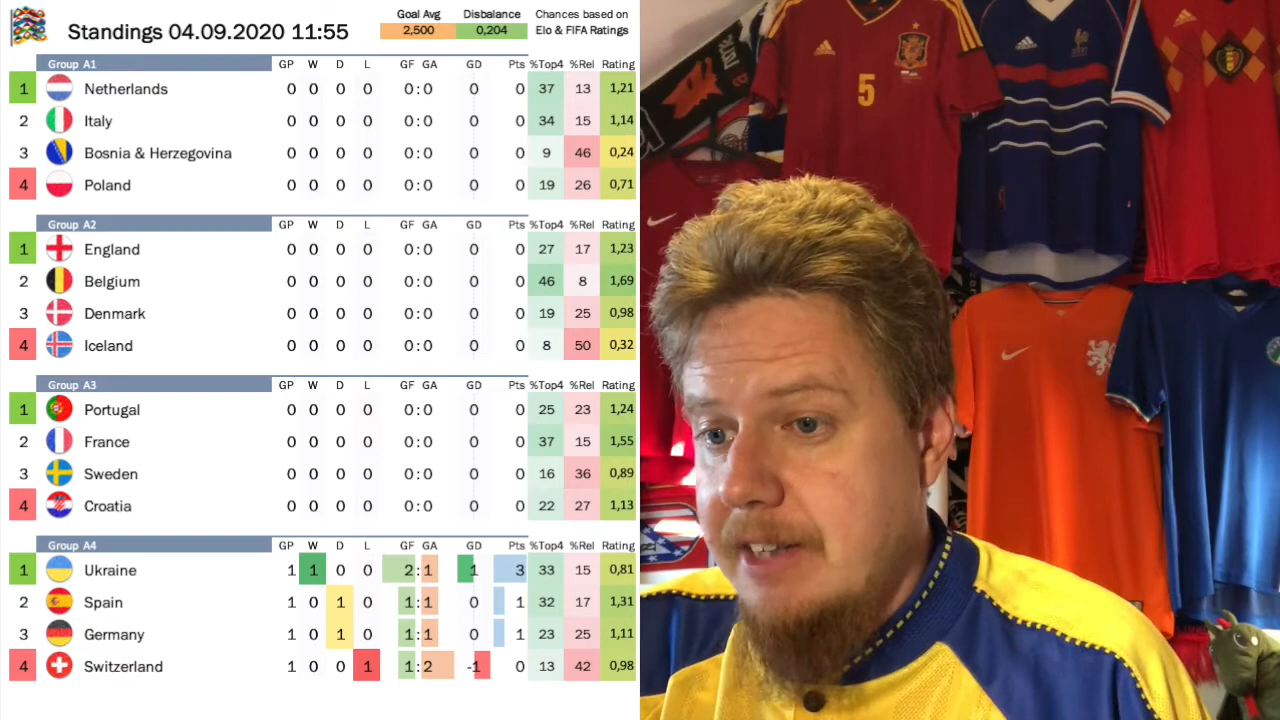 Standings 04.09.2020 11:55
Goal Avg Disbalance Chances based on
2,500 0,204 Elo & FIFA Ratings
Group A1 GP W D L GF GA GD Pts %Top4 %Rel Rating
1 Netherlands 0 0 0 0 0:0 0 0 37 13 1,21
2 Italy 0 0 0 0 0:0 0 0 34 15 1,14
3 Bosnia & Herzegovina 0 0 0 0 0:0 0 0 9 46 0,24
4 Poland 0 0 0 0 0:0 0 0 19 26 0,71
Group A2 GP W D L GF GA GD Pts %Top4 %Rel Rating
1 England 0 0 0 0 0:0 0 0 27 17 1,23
2 Belgium 0 0 0 0 0:0 0 0 46 8 1,69
3 Denmark 0 0 0 0 0:0 0 0 19 25 0,98
4 Iceland 0 0 0 0 0:0 0 0 8 50 0,32
Group A3 GP W D L GF GA GD Pts %Top4 %Rel Rating
1 Portugal 0 0 0 0 0:0 0 0 25 23 1,24
2 France 0 0 0 0 0:0 0 0 37 15 1,55
3 Sweden 0 0 0 0 0:0 0 0 16 36 0,89
4 Croatia 0 0 0 0 0:0 0 0 22 27 1,13
Group A4 GP W D L GF GA GD Pts %Top4 %Rel Rating
1 Ukraine 1 1 0 0 2:1 1 3 33 15 0,81
2 Spain 1 0 1 0 1:1 0 1 32 17 1,31
3 Germany 1 0 1 0 1:1 0 1 23 25 1,11
4 Switzerland 1 0 0 1 1:2 -1 0 13 42 0,98
5